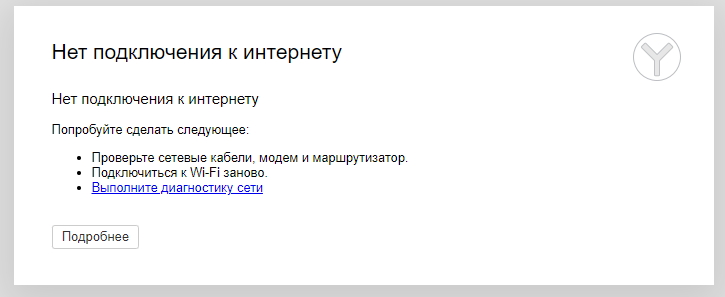 Нет подключения к интернету
Нет подключения к интернету
Попробуйте сделать следующее:
• Проверьте сетевые кабели, модем и маршрутизатор.
• Подключиться к Wi-Fi заново.
• Выполните диагностику сети
Подробнее